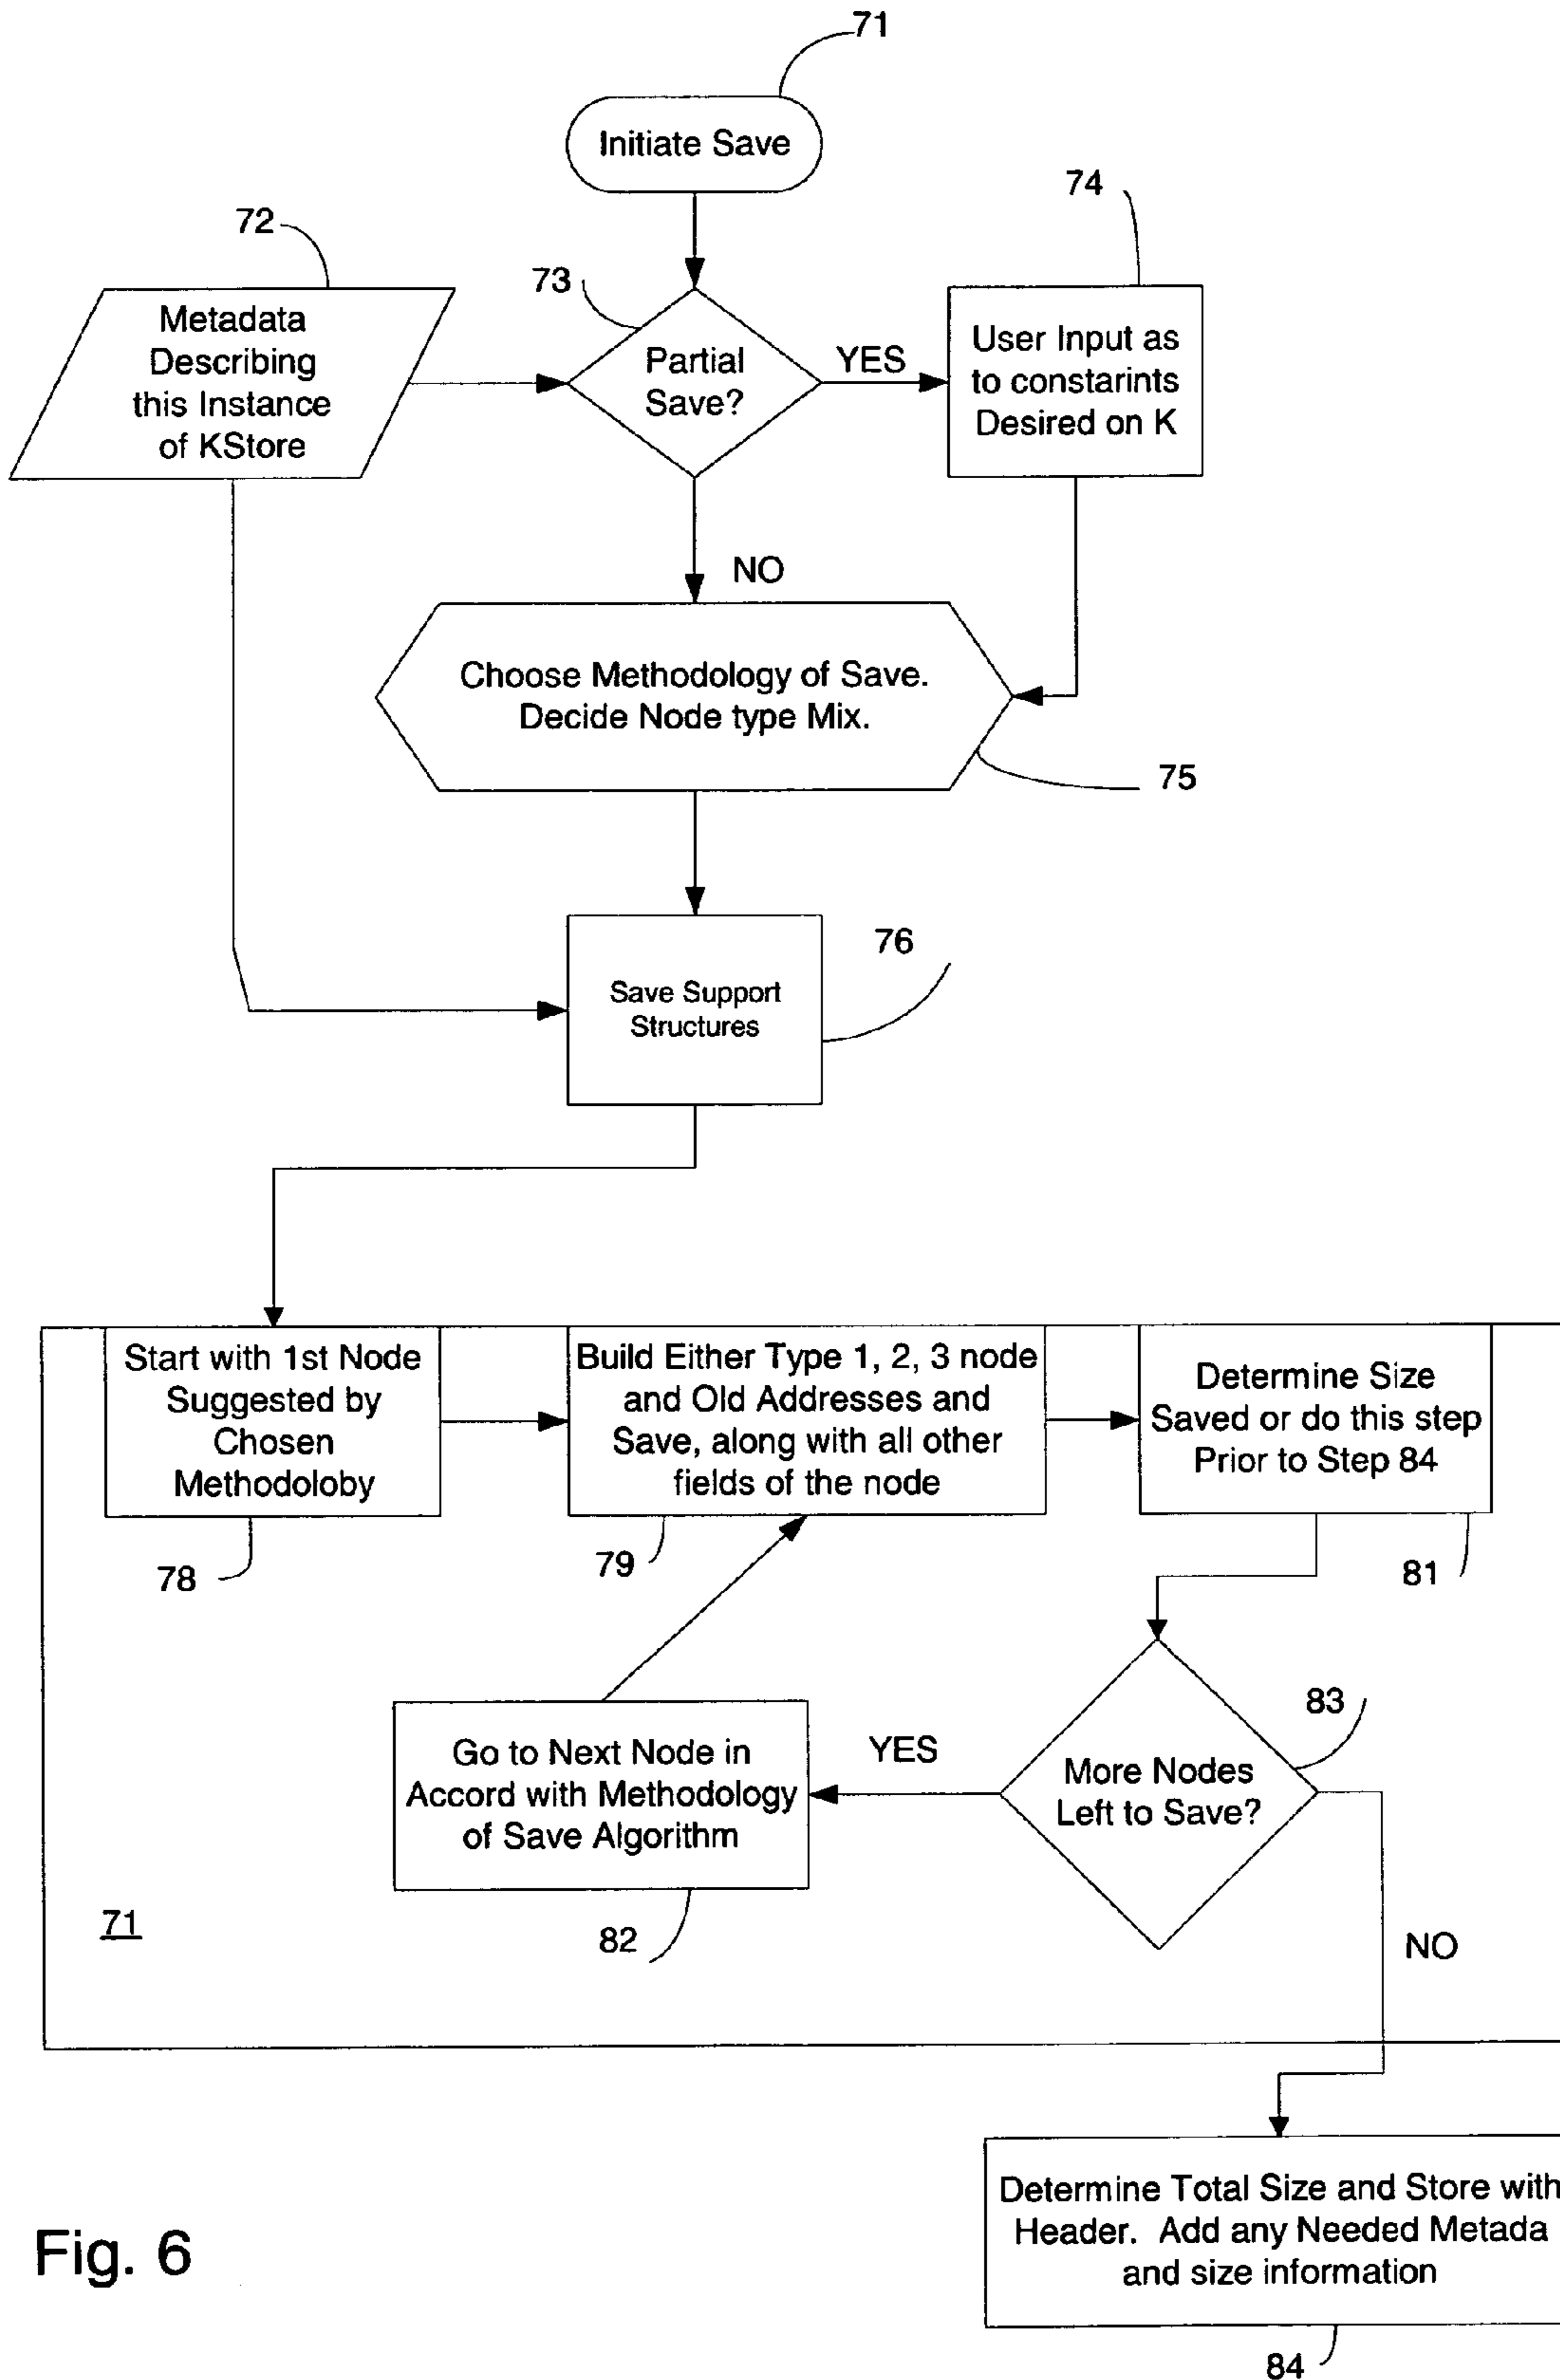 71
Initiate Save
74
72
73
Metadata
Describing
this Instance
of KStore
Partial
Save?
YES
User Input as
to constarints
Desired on K
NO
Choose Methodology of Save.
Decide Node type Mix.
75
76
Save Support
Structures
Start with 1st Node
Suggested by
Chosen
Methodoloby
Build Either Type 1, 2, 3 node
and Old Addresses and
Save, along with all other
fields of the node
Determine Size
Saved or do this step
Prior to Step 84
78
79
81
83
Go to Next Node in
Accord with Methodology
of Save Algorithm
YES
More Nodes
Left to Save?
71
82
NO
Determine Total Size and Store with
Header. Add any Needed Metada
and size information
Fig. 6
84